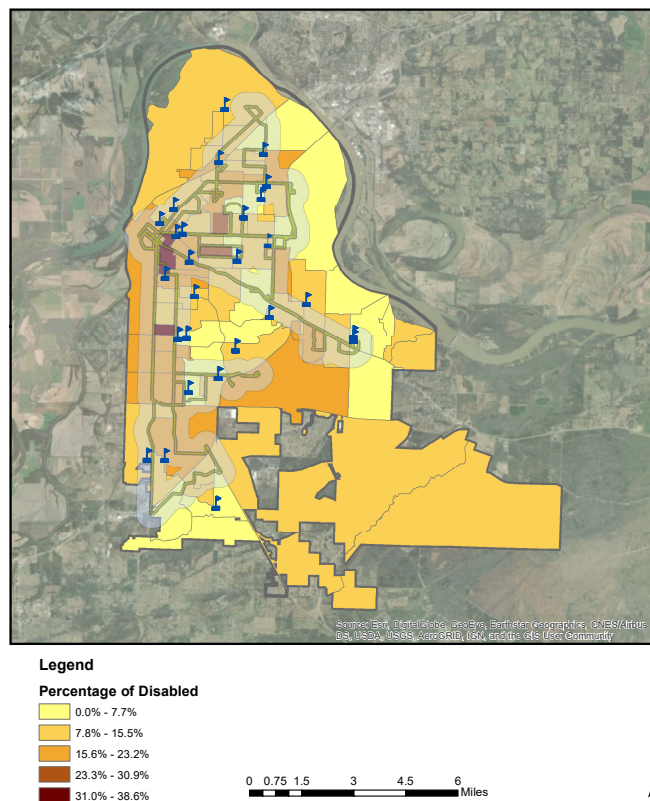 Source: Esri, DigitalGlobe, GeoEye, Earthstar Geographics, CNES/Airbus
DS, USDA, USGS, AeroGRID, IGN, and the GIS User Community
Legend
Percentage of Disabled
0.0% - 7.7%
7.8% - 15.5%
15.6% - 23.2%
23.3% - 30.9%
31.0% - 38.6%
0 0.75 1.5 3 4.5 6
Miles